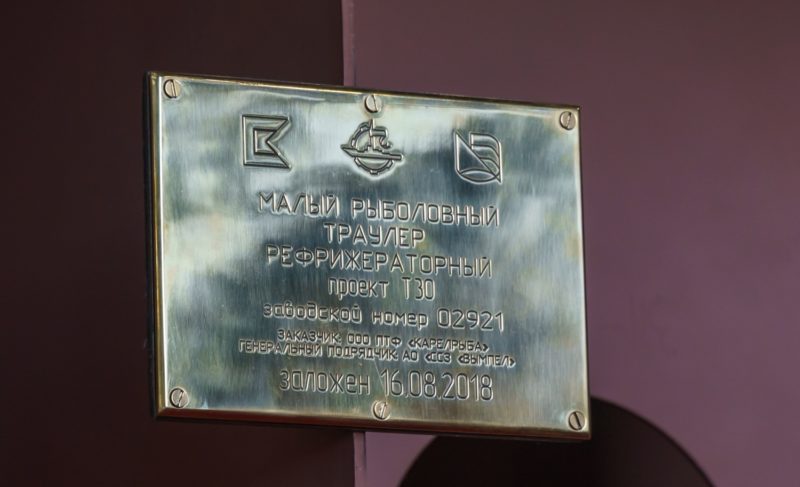 МАЛЫЙ РЫБОЛОВНЫЙ
ТРАУЛЕР
РЕФРИЖЕРАТОРНЫЙ
проект Т30
заводской номер 02921
ЗАКАЗЧИК: ООО ПТФ «КАРЕЛРЫБА»
ГЕНЕРАЛЬНЫЙ ПОДРЯДЧИК: АО «ССЗ «ВЫМПЕЛ»
заложен 16.08.2018